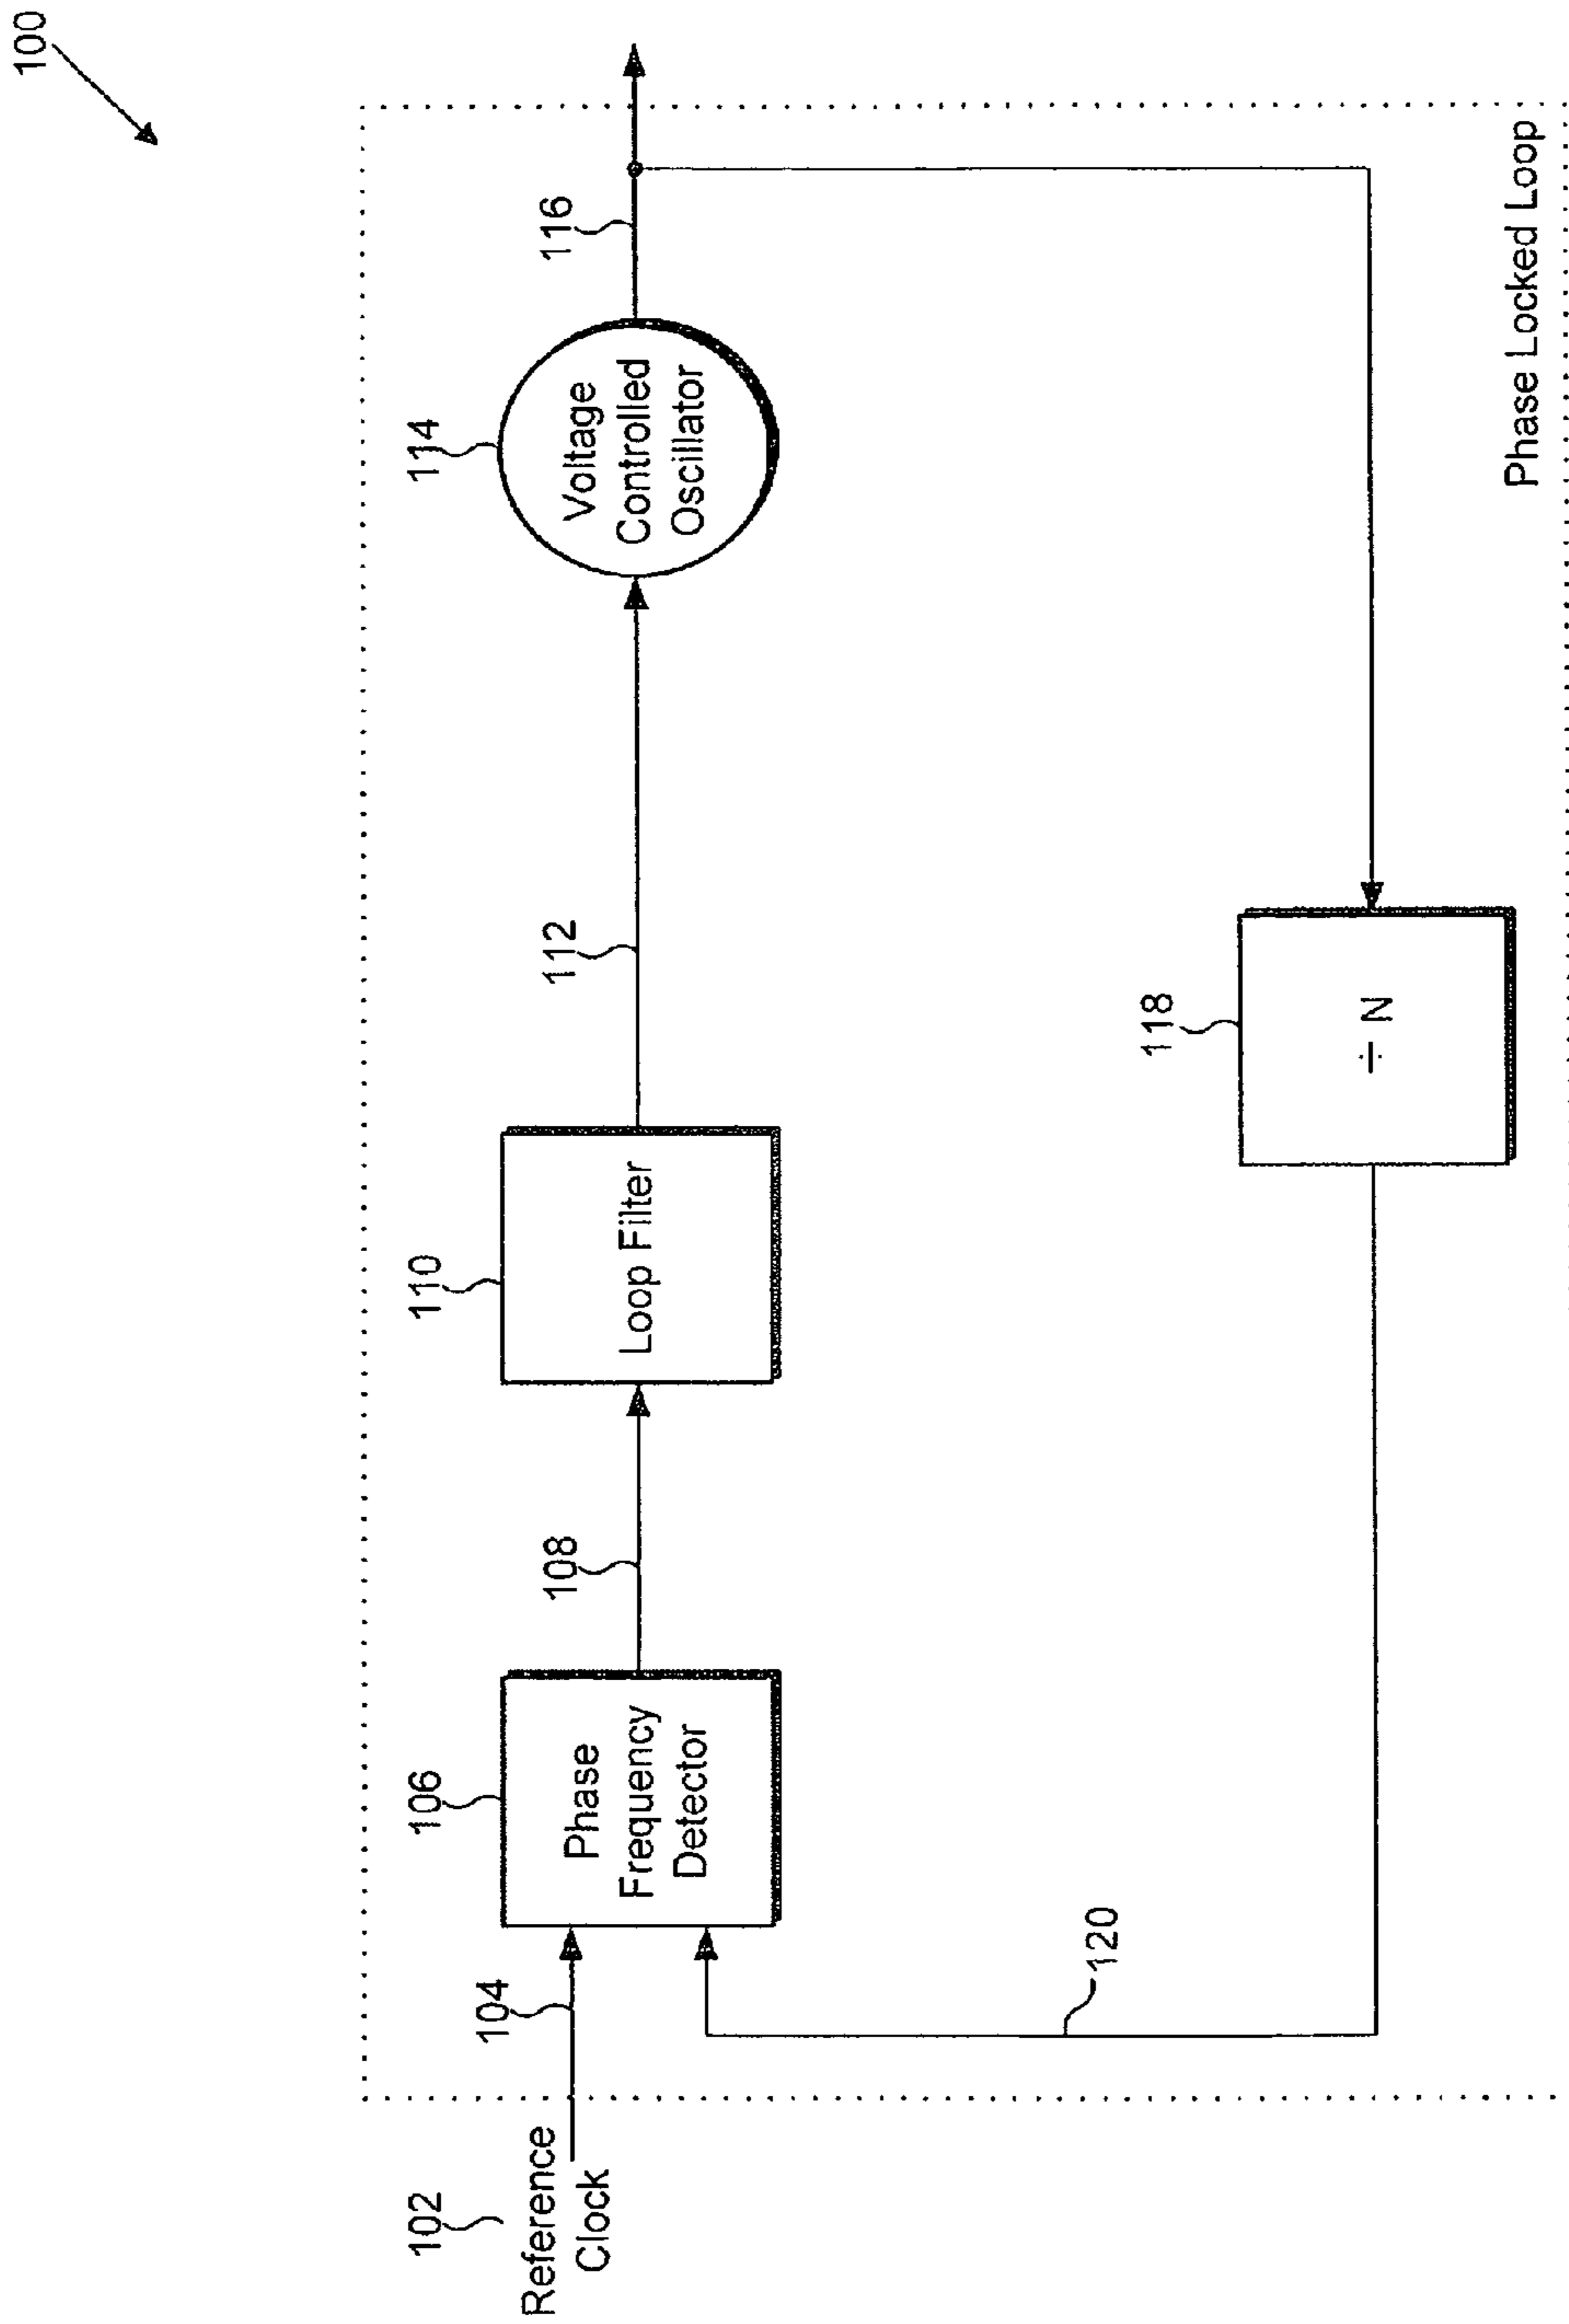 100
102
Reference
Clock
104
106
Phase
Frequency
Detector
108
110
Loop Filter
112
114
Voltage
Controlled
Oscillator
116
118
÷ N
120
Phase Locked Loop